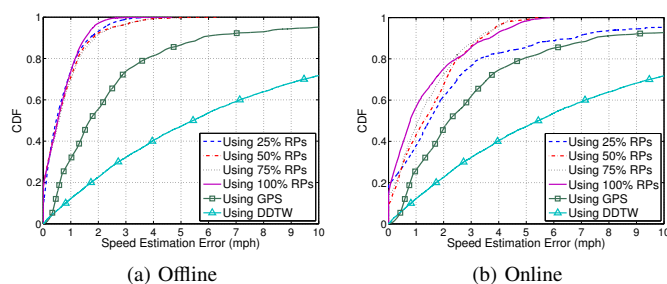 1
0.8
0.6
0.4
0.2
0
CDF
0 1 2 3 4 5 6 7 8 9 10
Speed Estimation Error (mph)
Using 25% RPs
Using 50% RPs
Using 75% RPs
Using 100% RPs
Using GPS
Using DDTW
(a) Offline
1
0.8
0.6
0.4
0.2
0
CDF
0 1 2 3 4 5 6 7 8 9 10
Speed Estimation Error (mph)
Using 25% RPs
Using 50% RPs
Using 75% RPs
Using 100% RPs
Using GPS
Using DDTW
(b) Online